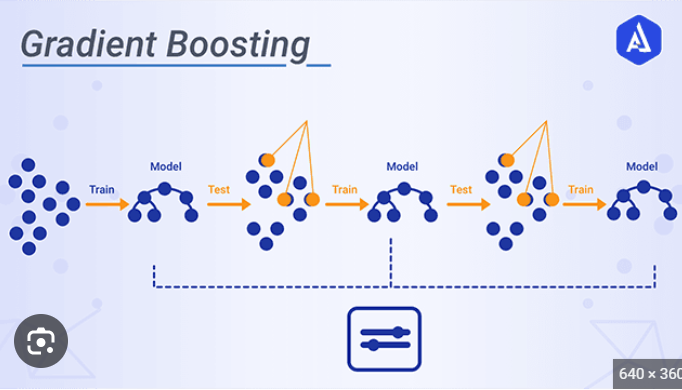 Gradient Boosting
Model
Model
Model
Train
Test
Train
Test
Train
640 × 360